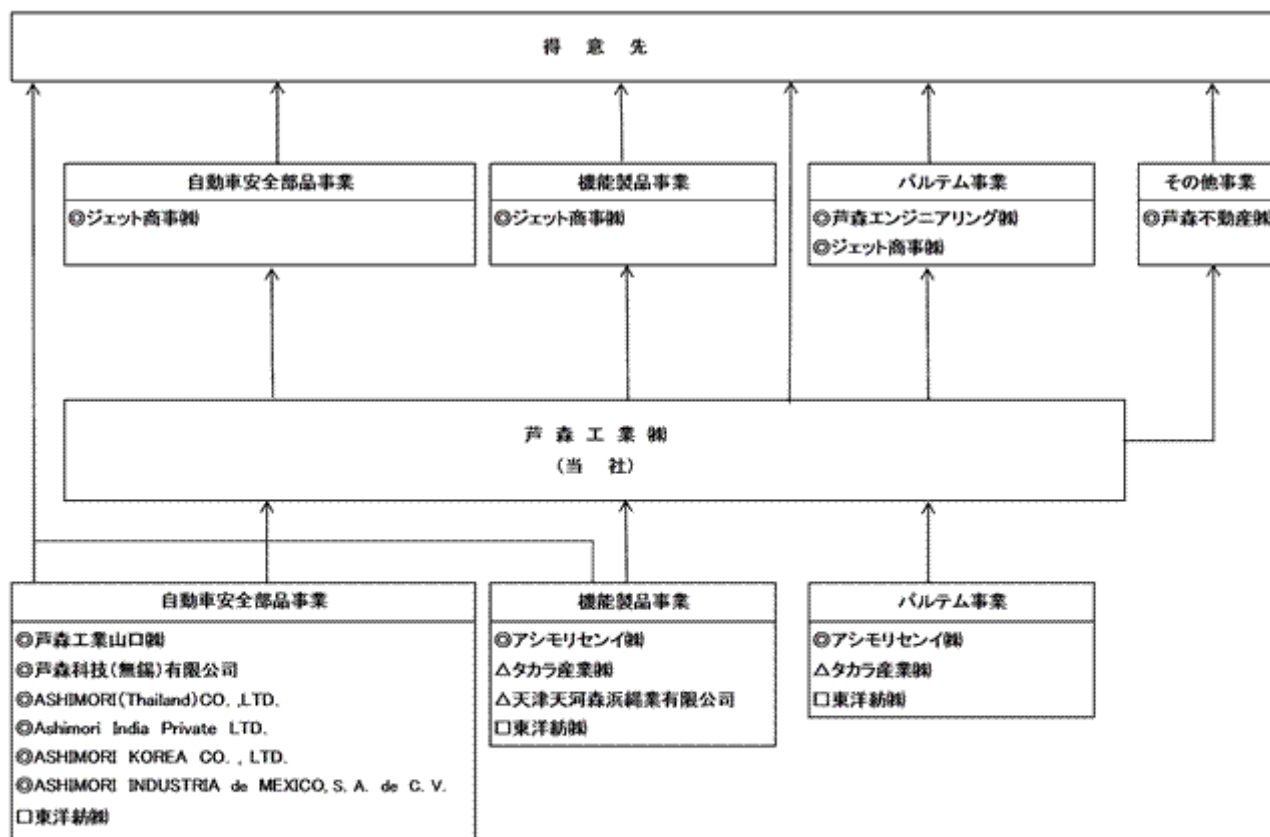 得 意 先
自動車安全部品事業
◎ジェット商事㈱
機能製品事業
◎ジェット商事㈱
パルテム事業
◎芦森エンジニアリング㈱
◎ジェット商事㈱
その他事業
◎芦森不動産㈱
芦 森 工 業 ㈱
(当 社)
自動車安全部品事業
◎芦森工業山口㈱
◎芦森科技(無錫)有限公司
◎ASHIMORI(Thailand)CO.,LTD.
◎Ashimori India Private LTD.
◎ASHIMORI KOREA CO., LTD.
◎ASHIMORI INDUSTRIA de MEXICO, S. A. de C. V.
□東洋紡㈱
機能製品事業
◎アシモリセンイ㈱
△タカラ産業㈱
△天津天河森浜縄業有限公司
□東洋紡㈱
パルテム事業
◎アシモリセンイ㈱
△タカラ産業㈱
□東洋紡㈱